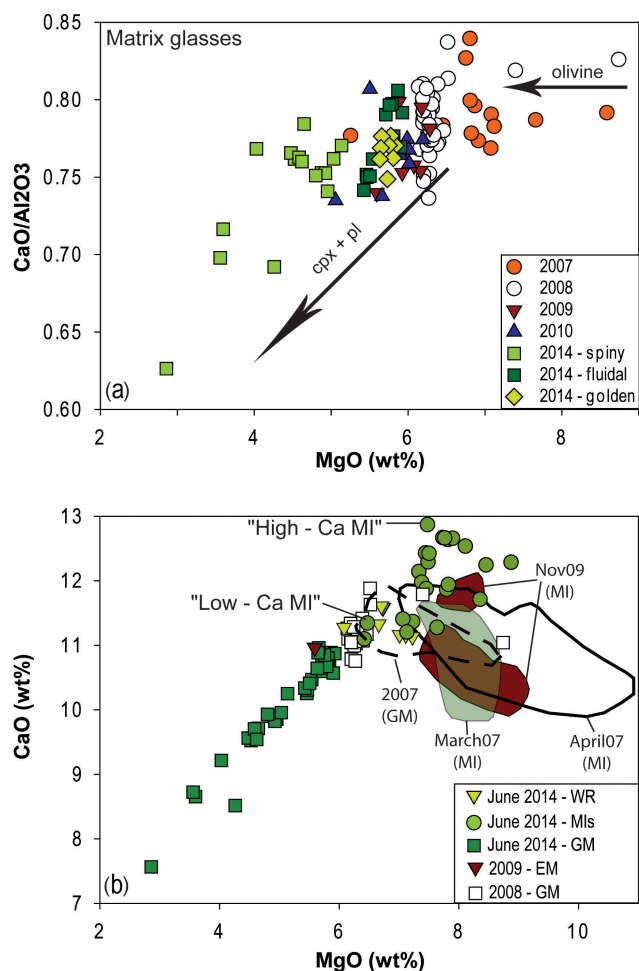 (a)
Matrix glasses
CaO/Al2O3
0.85
0.80
0.75
0.70
0.65
0.60
olivine
cpx + pl
2007
2008
2009
2010
2014 - spiny
2014 - fluidal
2014 - golden
2 4 6 8
MgO (wt%)
(b)
CaO (wt%)
13
12
11
10
9
8
7
"High - Ca MI"
"Low - Ca MI"
Nov09
(MI)
2007
(GM)
March07
(MI)
April07
(MI)
June 2014 - WR
June 2014 - MIs
June 2014 - GM
2009 - EM
2008 - GM
2 4 6 8 10
MgO (wt%)